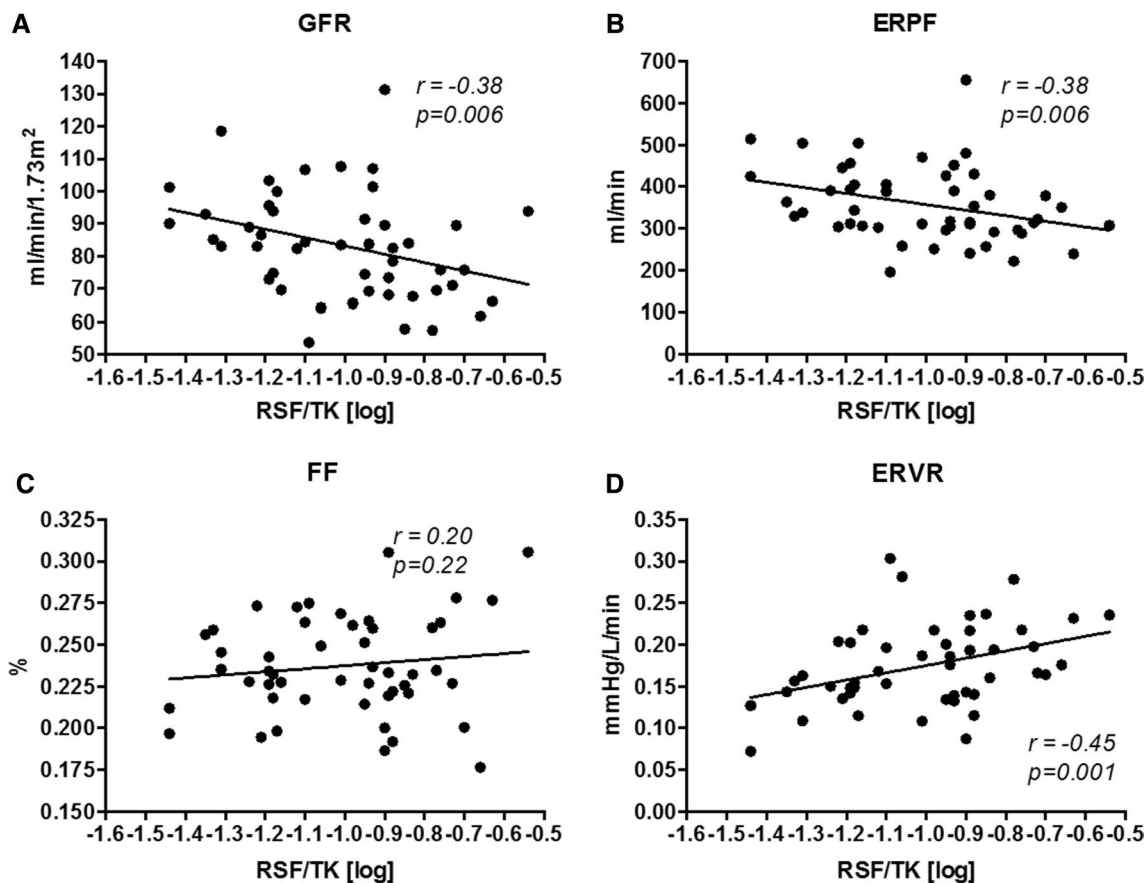 A
GFR
ml/min/1.73m²
140
130
120
110
100
90
80
70
60
50
r = -0.38
p=0.006
-1.6 -1.5 -1.4 -1.3 -1.2 -1.1 -1.0 -0.9 -0.8 -0.7 -0.6 -0.5
RSF/TK [log]
B
ERPF
ml/min
700
600
500
400
300
200
100
0
r = -0.38
p=0.006
-1.6 -1.5 -1.4 -1.3 -1.2 -1.1 -1.0 -0.9 -0.8 -0.7 -0.6 -0.5
RSF/TK [log]
C
FF
%
0.325
0.300
0.275
0.250
0.225
0.200
0.175
0.150
r = 0.20
p=0.22
-1.6 -1.5 -1.4 -1.3 -1.2 -1.1 -1.0 -0.9 -0.8 -0.7 -0.6 -0.5
RSF/TK [log]
D
ERVR
mmHg/L/min
0.35
0.30
0.25
0.20
0.15
0.10
0.05
0.00
r = -0.45
p=0.001
-1.6 -1.5 -1.4 -1.3 -1.2 -1.1 -1.0 -0.9 -0.8 -0.7 -0.6 -0.5
RSF/TK [log]